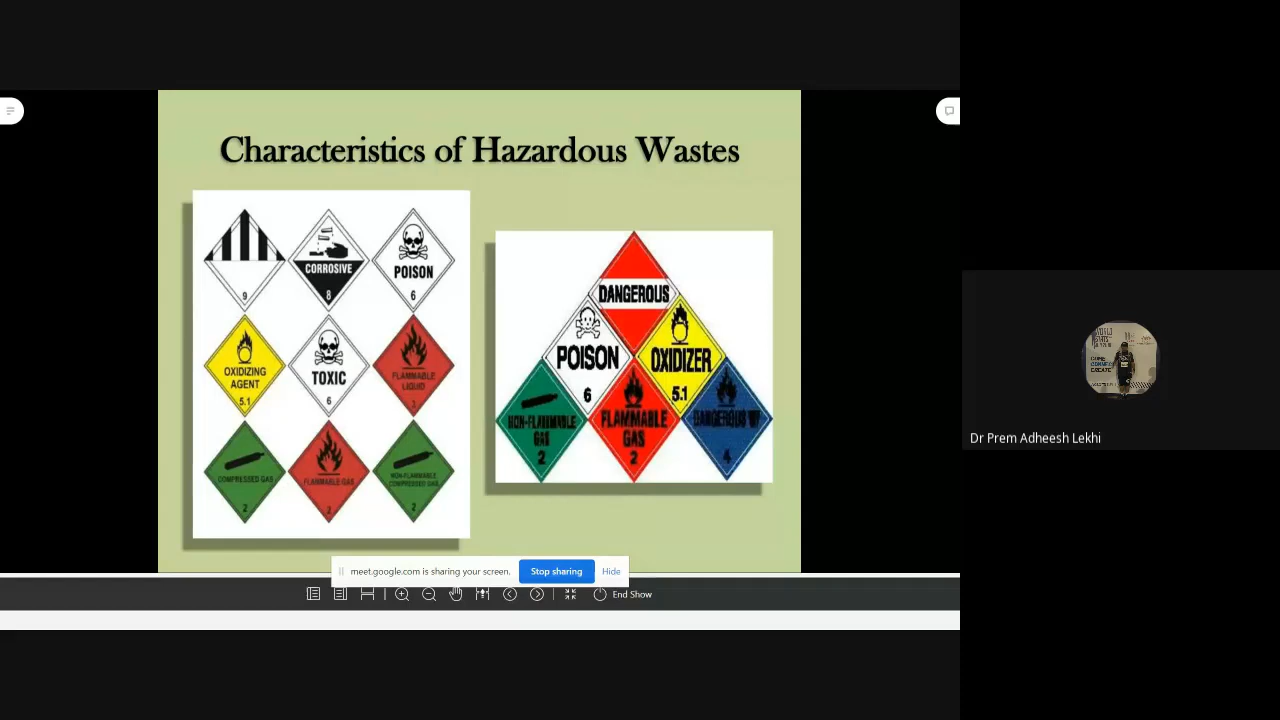 Characteristics of Hazardous Wastes
9
CORROSIVE
8
POISON
6
OXIDIZING
AGENT
5.1
TOXIC
6
FLAMMABLE
LIQUID
3
COMPRESSED GAS
2
FLAMMABLE GAS
2
NON-FLAMMABLE
COMPRESSED GAS
2
DANGEROUS
POISON
6
OXIDIZER
5.1
NON-FLAMMABLE
GAS
2
FLAMMABLE
GAS
2
DANGEROUS W
4
meet.google.com is sharing your screen.
Stop sharing
Hide
End Show
Dr Prem Adheesh Lekhi